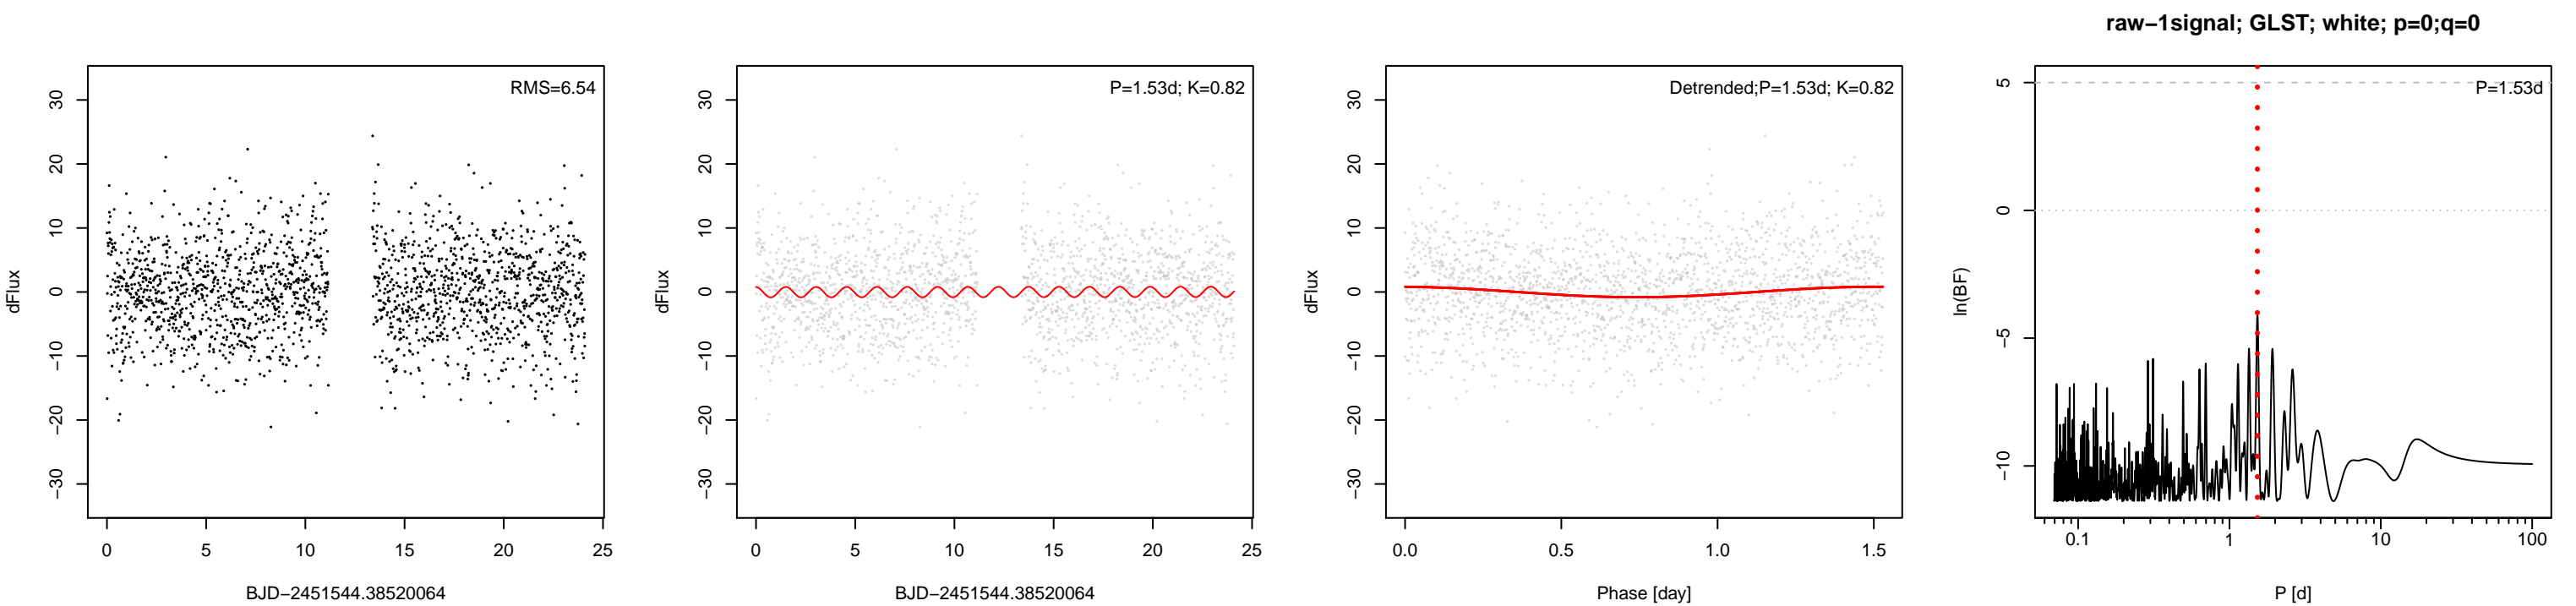 raw−1signal; GLST; white; p=0;q=0
RMS=6.54
dFlux
30
20
10
0
−10
−20
−30
0 5 10 15 20 25
BJD−2451544.38520064
P=1.53d; K=0.82
dFlux
30
20
10
0
−10
−20
−30
0 5 10 15 20 25
BJD−2451544.38520064
Detrended;P=1.53d; K=0.82
dFlux
30
20
10
0
−10
−20
−30
0.0 0.5 1.0 1.5
Phase [day]
P=1.53d
ln(BF)
5
0
−5
−10
0.1 1 10 100
P [d]